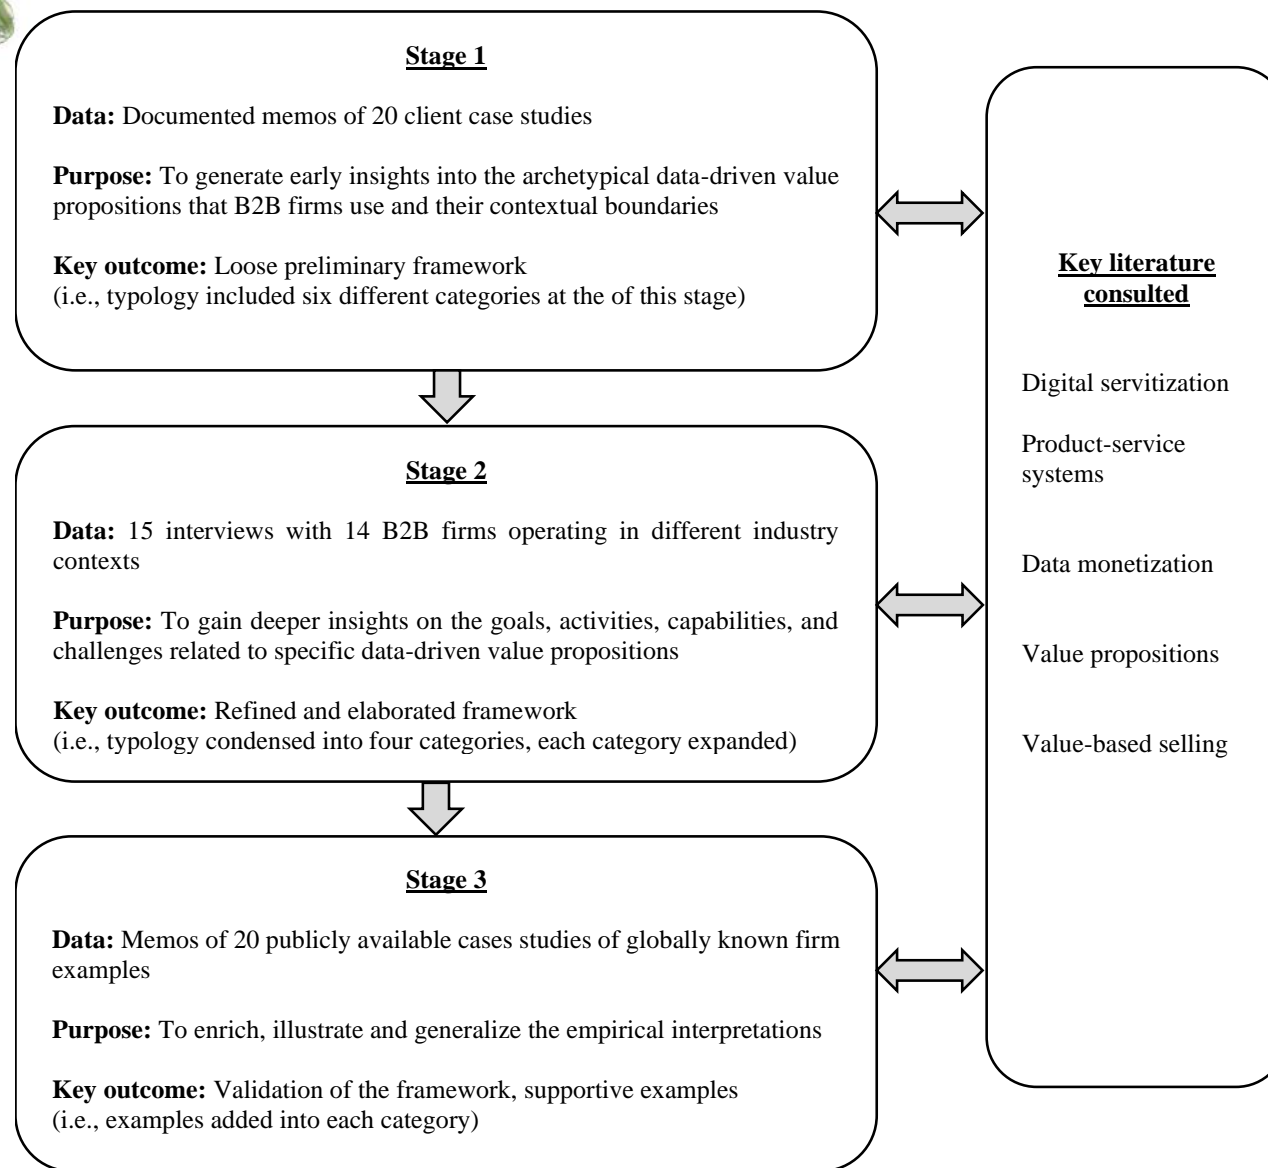 Stage 1
Data: Documented memos of 20 client case studies
Purpose: To generate early insights into the archetypical data-driven value
propositions that B2B firms use and their contextual boundaries
Key outcome: Loose preliminary framework
(i.e., typology included six different categories at the of this stage)
Stage 2
Data: 15 interviews with 14 B2B firms operating in different industry
contexts
Purpose: To gain deeper insights on the goals, activities, capabilities, and
challenges related to specific data-driven value propositions
Key outcome: Refined and elaborated framework
(i.e., typology condensed into four categories, each category expanded)
Stage 3
Data: Memos of 20 publicly available cases studies of globally known firm
examples
Purpose: To enrich, illustrate and generalize the empirical interpretations
Key outcome: Validation of the framework, supportive examples
(i.e., examples added into each category)
Key literature
consulted
Digital servitization
Product-service
systems
Data monetization
Value propositions
Value-based selling